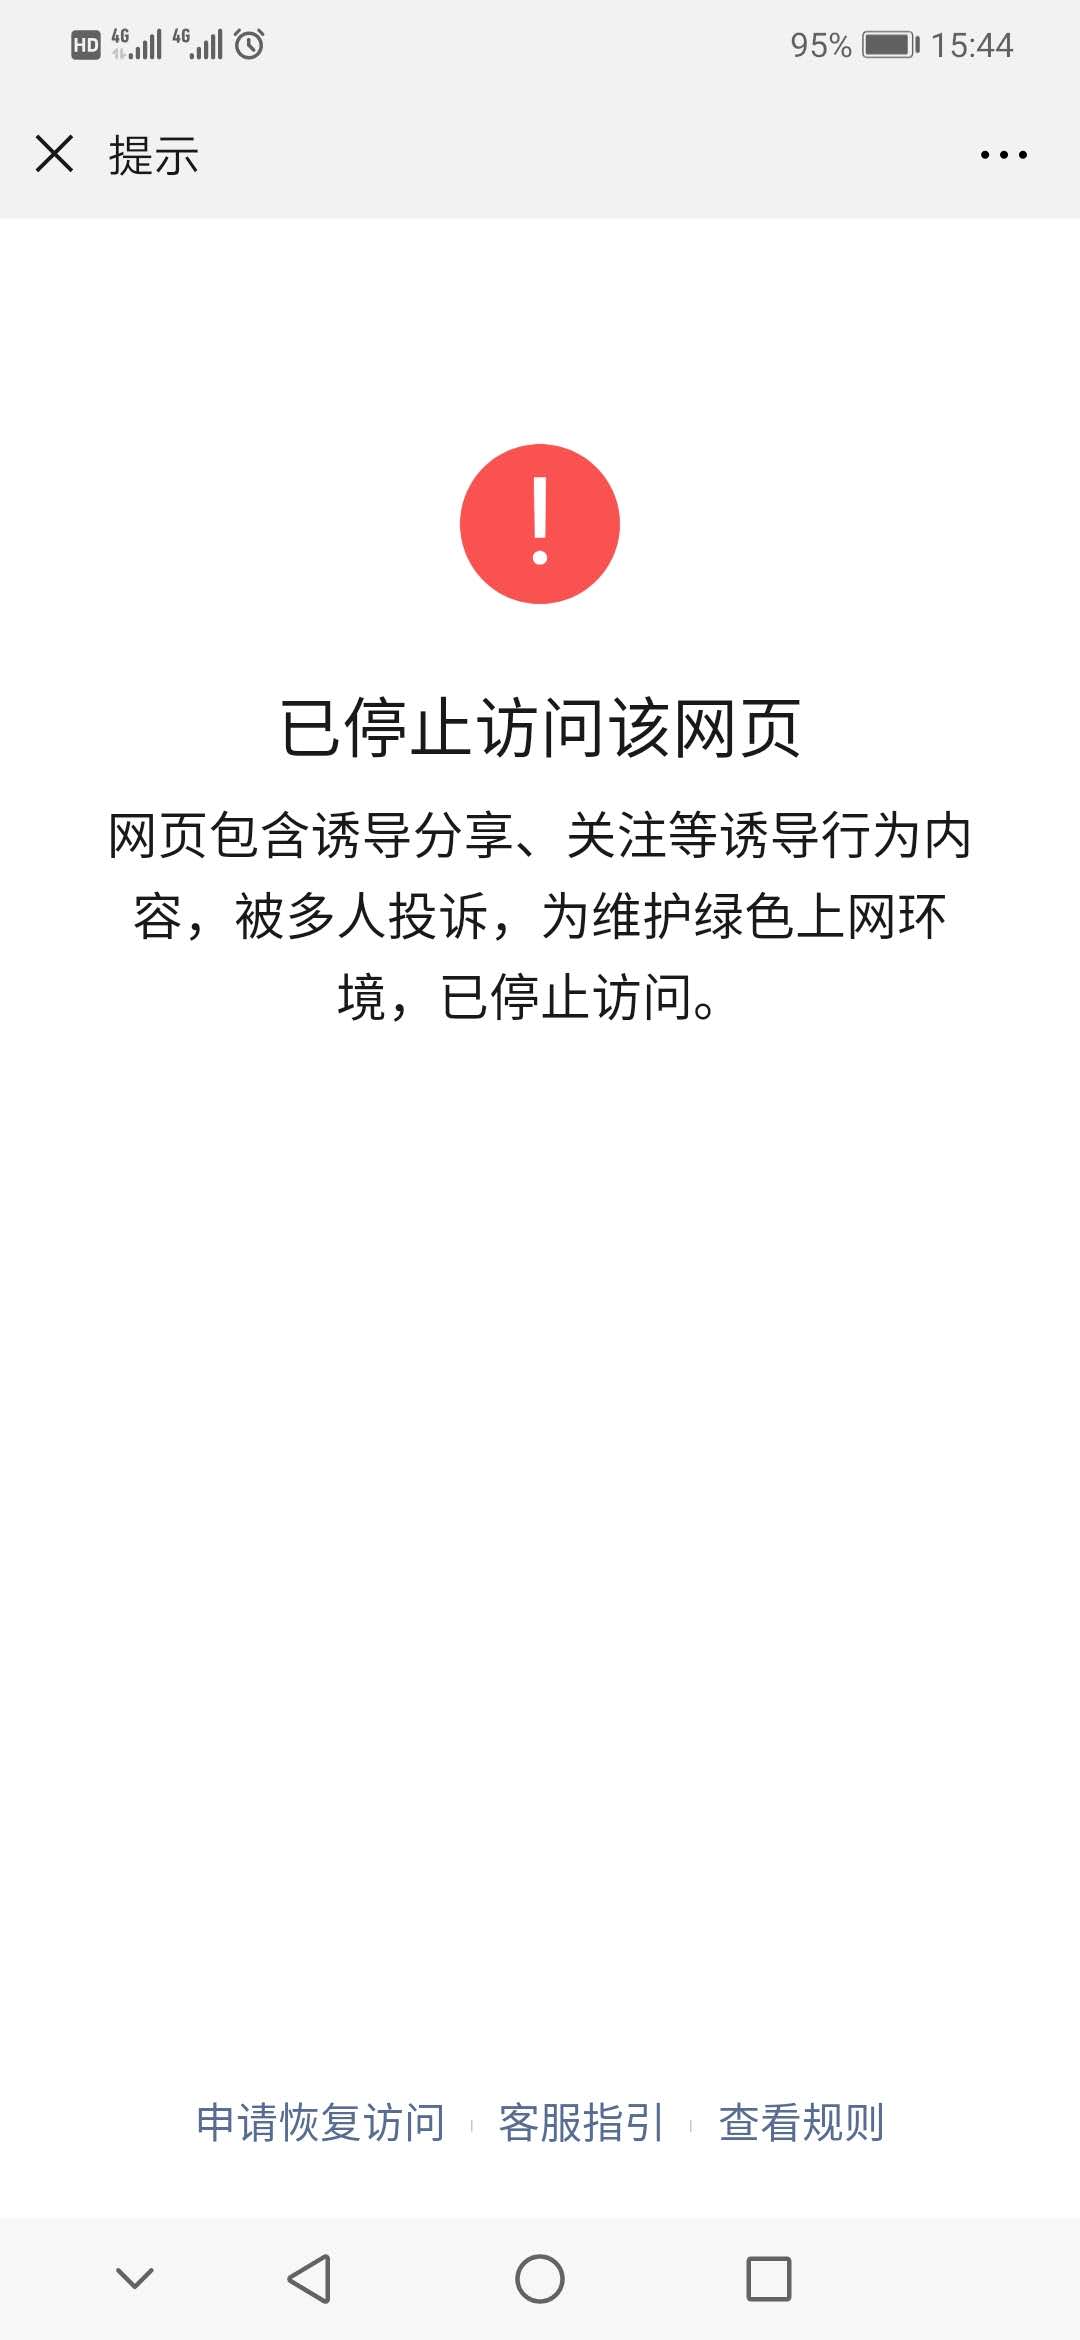 HD 4G 4G 95% 15:44
提示
已停止访问该网页
网页包含诱导分享、关注等诱导行为内
容，被多人投诉，为维护绿色上网环
境，已停止访问。
申请恢复访问 | 客服指引 | 查看规则